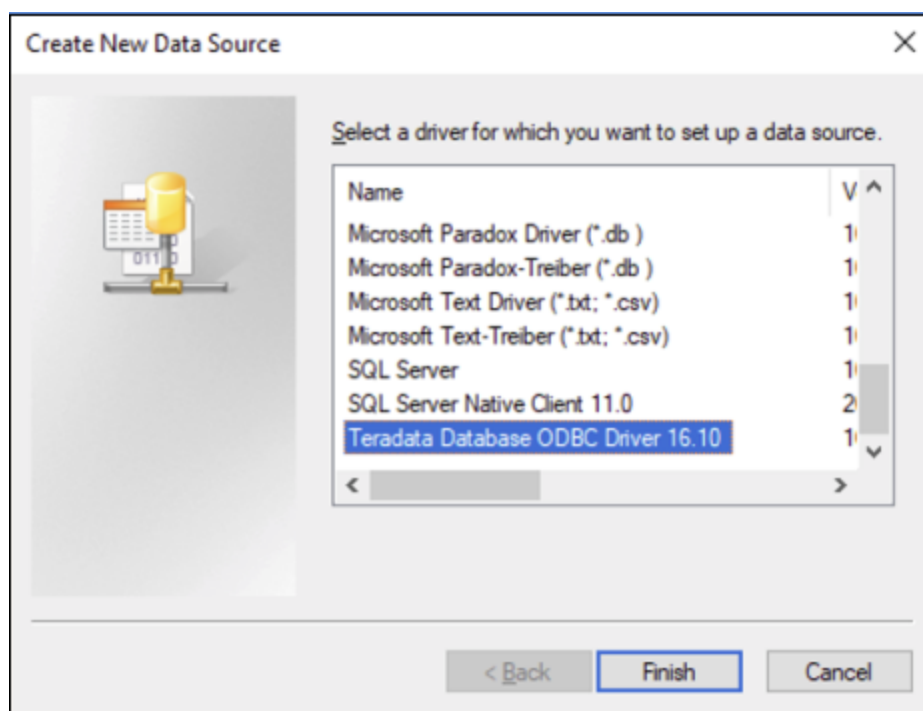 Create New Data Source
Select a driver for which you want to set up a data source.
Name V
Microsoft Paradox Driver (*.db )
Microsoft Paradox-Treiber (*.db )
Microsoft Text Driver (*.txt; *.csv)
Microsoft Text-Treiber (*.txt; *.csv)
SQL Server
SQL Server Native Client 11.0
Teradata Database ODBC Driver 16.10
< Back Finish Cancel